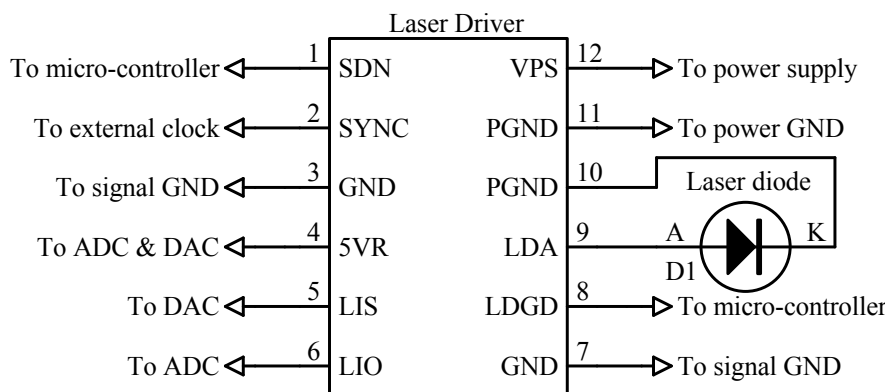 Laser Driver
To micro-controller 1 SDN VPS 12 To power supply
To external clock 2 SYNC PGND 11 To power GND
To signal GND 3 GND PGND 10 Laser diode
To ADC & DAC 4 5VR LDA 9 A K
D1
To DAC 5 LIS LDGD 8 To micro-controller
To ADC 6 LIO GND 7 To signal GND